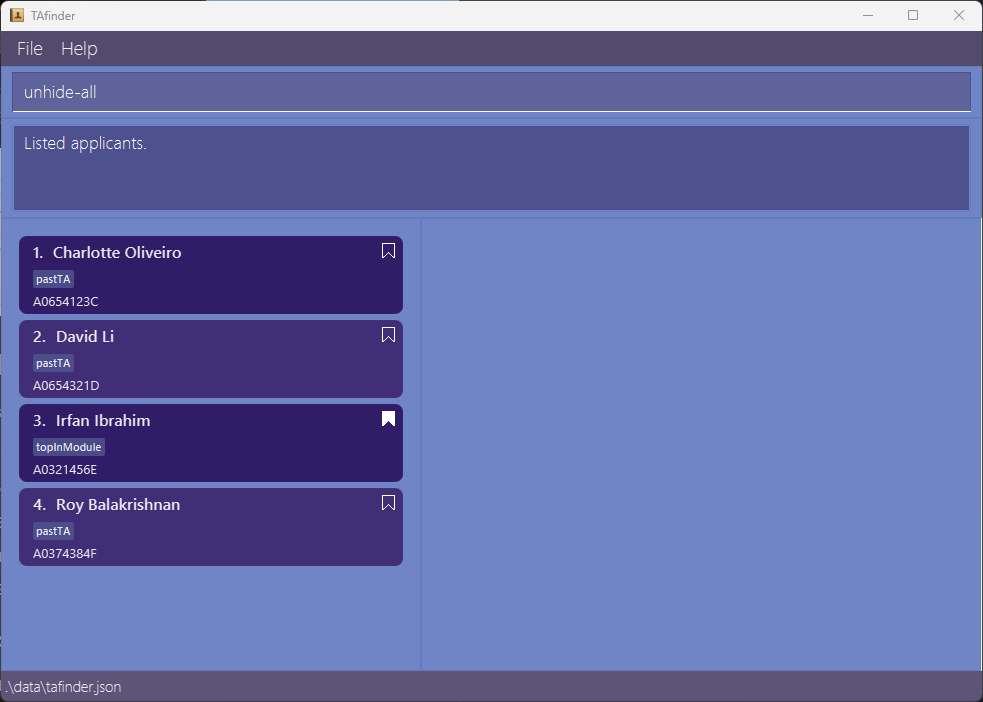 TAfinder
File Help
unhide-all
Listed applicants.
1. Charlotte Oliveiro
pastTA
A0654123C
2. David Li
pastTA
A0654321D
3. Irfan Ibrahim
topInModule
A0321456E
4. Roy Balakrishnan
pastTA
A0374384F
.\data\tafinder.json